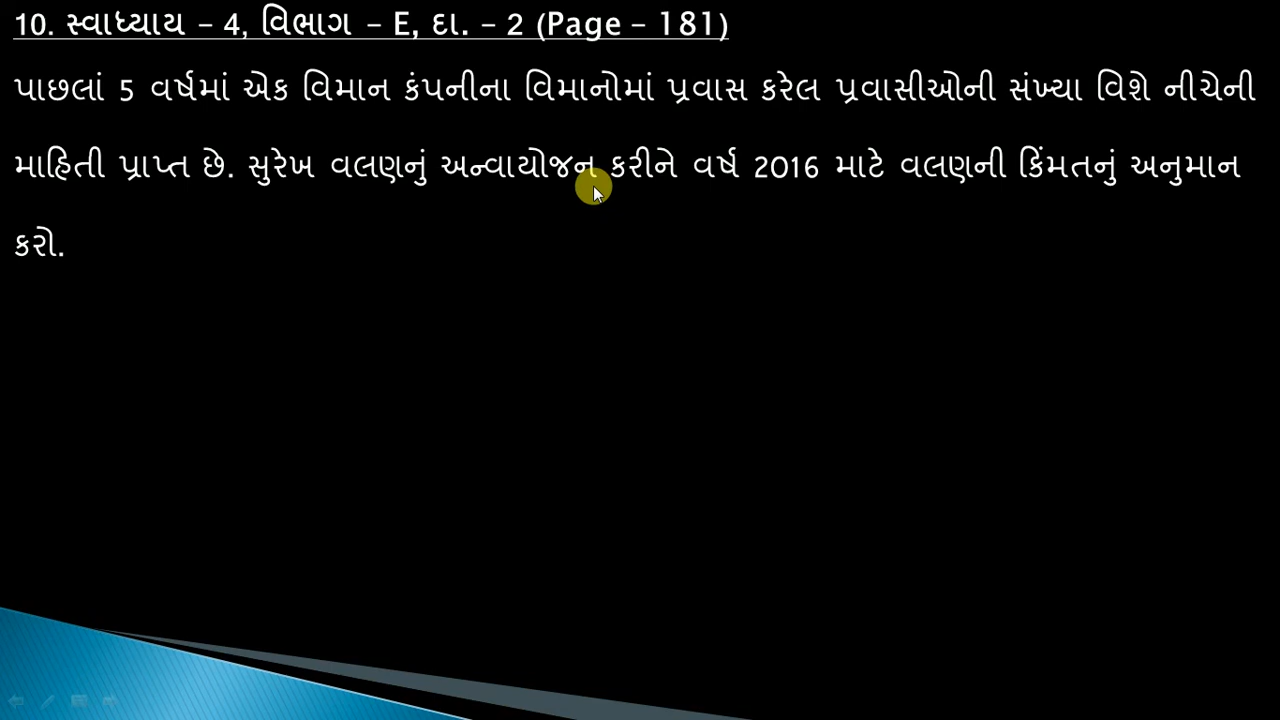 10. સ્વાધ્યાય – 4, વિભાગ – E, દા. – 2 (Page – 181)
પાછલાં 5 વર્ષમાં એક વિમાન કંપનીના વિમાનોમાં પ્રવાસ કરેલ પ્રવાસીઓની સંખ્યા વિશે નીચેની
માહિતી પ્રાપ્ત છે. સુરેખ વલણનું અન્વાયોજન કરીને વર્ષ 2016 માટે વલણની કિંમતનું અનુમાન
કરો.